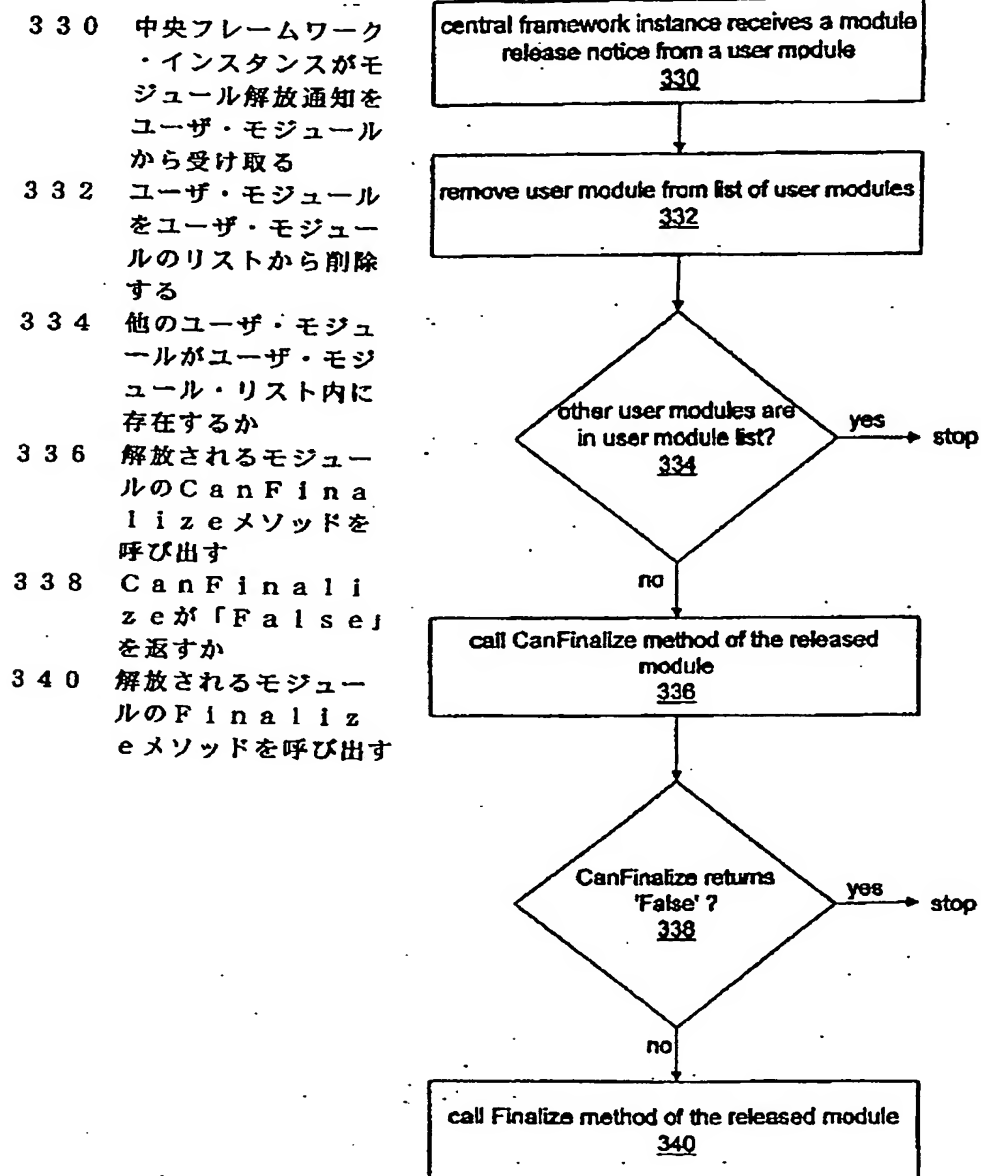 330 中央フレームワーク
・インスタンスがモ
ジュール解放通知を
ユーザ・モジュール
から受け取る
332 ユーザ・モジュール
をユーザ・モジュー
ルのリストから削除
する
334 他のユーザ・モジュ
ールがユーザ・モジ
ュール・リスト内に
存在するか
336 解放されるモジュー
ルのCanFina
lizeメソッドを
呼び出す
338 CanFinali
zeが「False」
を返すか
340 解放されるモジュー
ルのFinaliz
eメソッドを呼び出す
central framework instance receives a module
release notice from a user module
330
remove user module from list of user modules
332
other user modules are
in user module list?
334
yes
stop
no
call CanFinalize method of the released
module
336
CanFinalize returns
'False' ?
338
yes
stop
no
call Finalize method of the released module
340